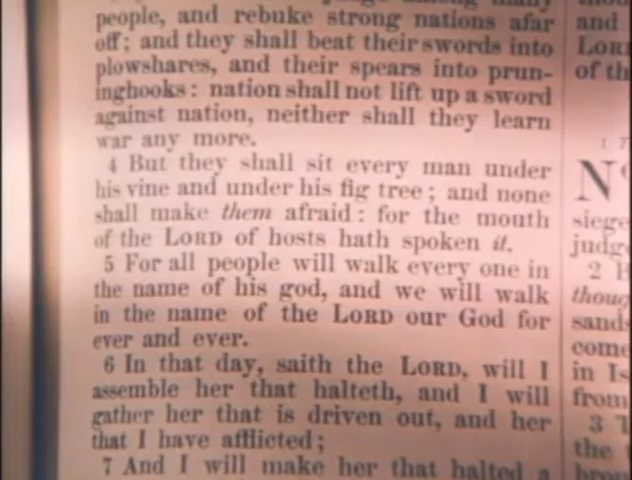 judge among many
people, and rebuke strong nations afar
off; and they shall beat their swords into
plowshares, and their spears into prun-
inghooks: nation shall not lift up a sword
against nation, neither shall they learn
war any more.
4 But they shall sit every man under
his vine and under his fig tree; and none
shall make them afraid: for the mouth
of the LORD of hosts hath spoken it.
5 For all people will walk every one in
the name of his god, and we will walk
in the name of the LORD our God for
ever and ever.
6 In that day, saith the LORD, will I
assemble her that halteth, and I will
gather her that is driven out, and her
that I have afflicted;
7 And I will make her that halted a
and
LORD
of th
N
siege
judge
2
thoug
sands
come
in Is
from
3
the